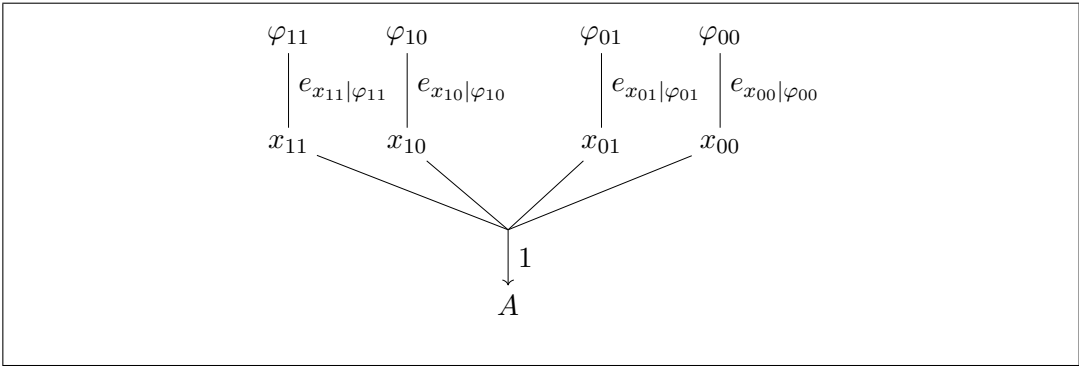 φ₁₁ φ₁₀ φ₀₁ φ₀₀
e_{x₁₁|φ₁₁} e_{x₁₀|φ₁₀} e_{x₀₁|φ₀₁} e_{x₀₀|φ₀₀}
x₁₁ x₁₀ x₀₁ x₀₀
1
A